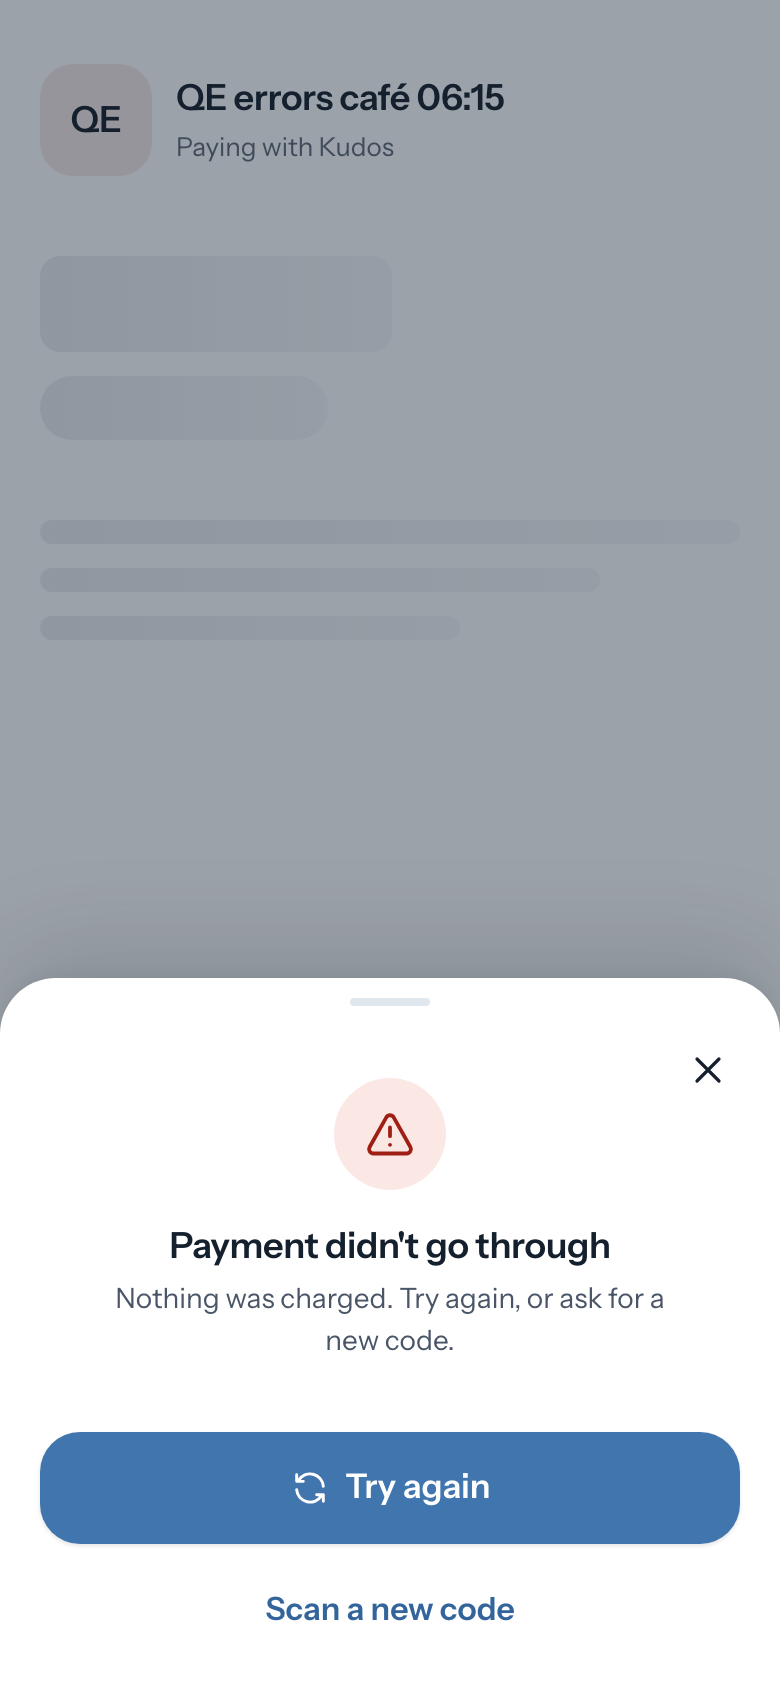 QE
QE errors café 06:15
Paying with Kudos
Payment didn't go through
Nothing was charged. Try again, or ask for a
new code.
Try again
Scan a new code